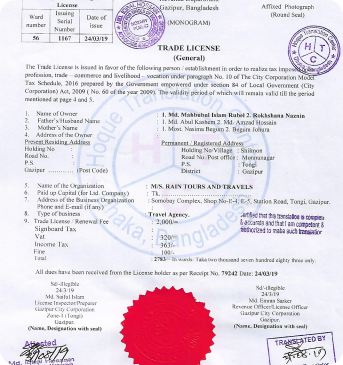 License
Gazipur, Bangladesh
Affixed Photograph
Ward number
Issuing Serial Number
Date of issue
(MONOGRAM)
(Round Seal)
56 1167 24/03/19
TRADE LICENSE
(General)
The Trade License is issued in favor of the following person / establishment in order to realize tax imposed
profession, trade – commerce and livelihood – vocation under paragraph No. 10 of The City Corporation Model
Tax Schedule, 2016 prepared by the Government empowered under section 84 of Local Government (City
Corporation) Act, 2009 ( No. 60 of the year 2009). The validity period of which will remain valid till the period
mentioned at page 4 and 5.
1. Name of Owner : 1. Md. Mahbubul Islam Rubel 2. Rokhshana Naznin
2. Father's/Husband Name : 1. Md. Abul Kashem 2. Md. Amzad Hossain
3. Mother's Name : 1. Most. Nasima Begum 2. Begum Johura
4. Address of the Owner
Present/Residing Address Permanent / Registered Address
Holding No : Holding No/Village : Shilmon
Road No. : Road No./Post office : Monnunagar
P.S. : P.S. : Tongi
Gazipur ............ (Post Code) District : Gazipur
5. Name of the Organization : M/S. RAIN TOURS AND TRAVELS
6. Paid up Capital (for Ltd. Company) : Tk.
7. Address of the Business Organization : Somobay Complex, Shop No-E-4, E-5, Station Road, Tongi, Gazipur.
Phone and E-mail (if any) :
8. Type of business : Travel Agency.
9. Trade License / Renewal Fee : 2,000/=
Signboard Tax :
Vat : 320/=
Income Tax : 363/-
Fine : 100/-
Total : 2783/= In words: Taka two thousand seven hundred eighty three only.
Certified that this translation is complete
& accurate and that I am competent &
authorized to make such translation
All dues have been received from the License holder as per Receipt No. 79242 Date: 24/03/19
Sd/-illegible
24/3/19
Md. Saiful Islam
License Inspector/Preparer
Gazipur City Corporation
Zone-1 (Tongi)
Gazipur.
(Name, Designation with seal)
Sd/-illegible
24/3/19
Md. Emran Sarker
Revenue Officer/License Officer
Gazipur City Corporation
Gazipur.
(Name, Designation with seal)
Attested
TRANSLATED BY